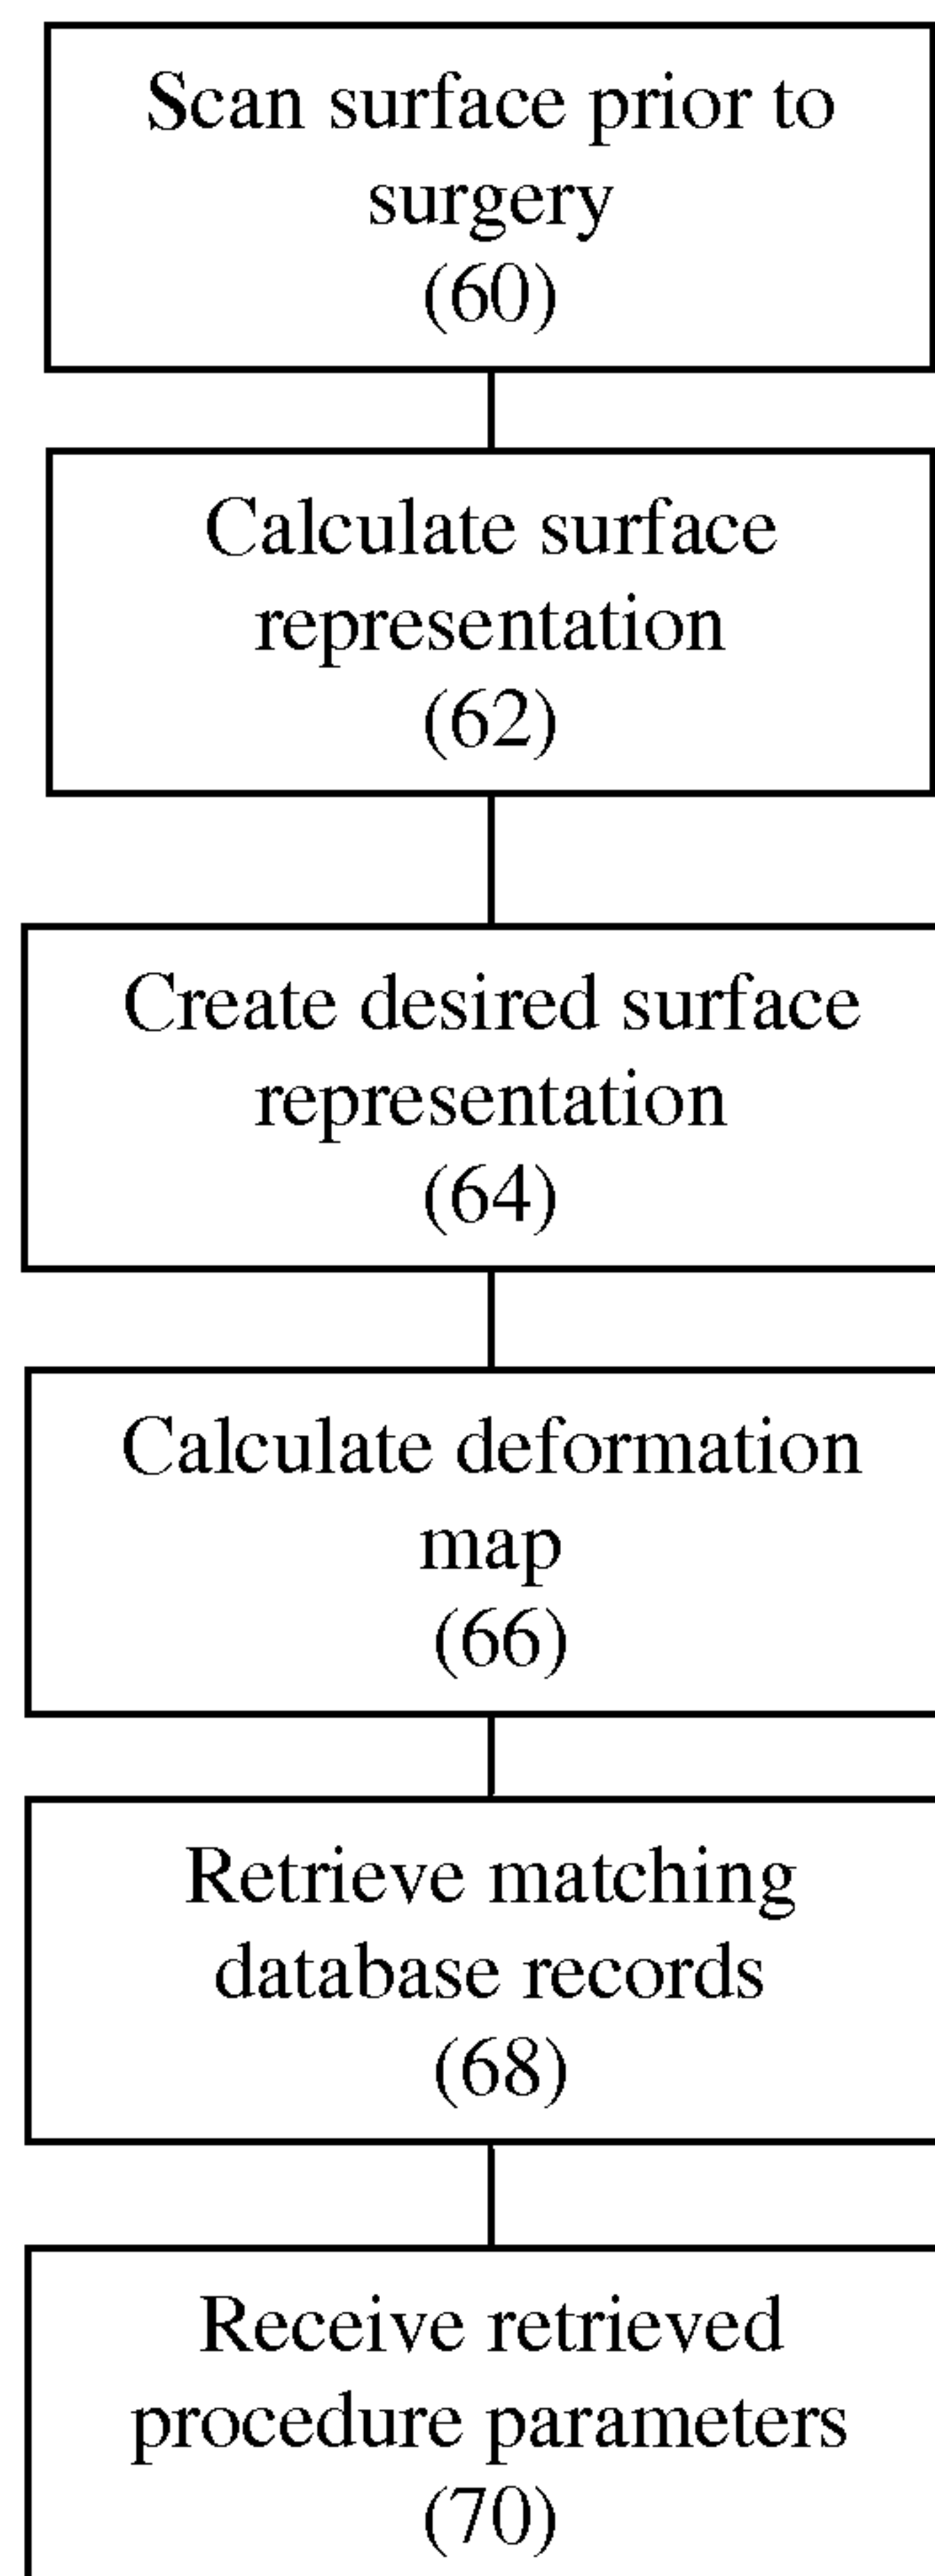 Scan surface prior to
surgery
(60)
Calculate surface
representation
(62)
Create desired surface
representation
(64)
Calculate deformation
map
(66)
Retrieve matching
database records
(68)
Receive retrieved
procedure parameters
(70)